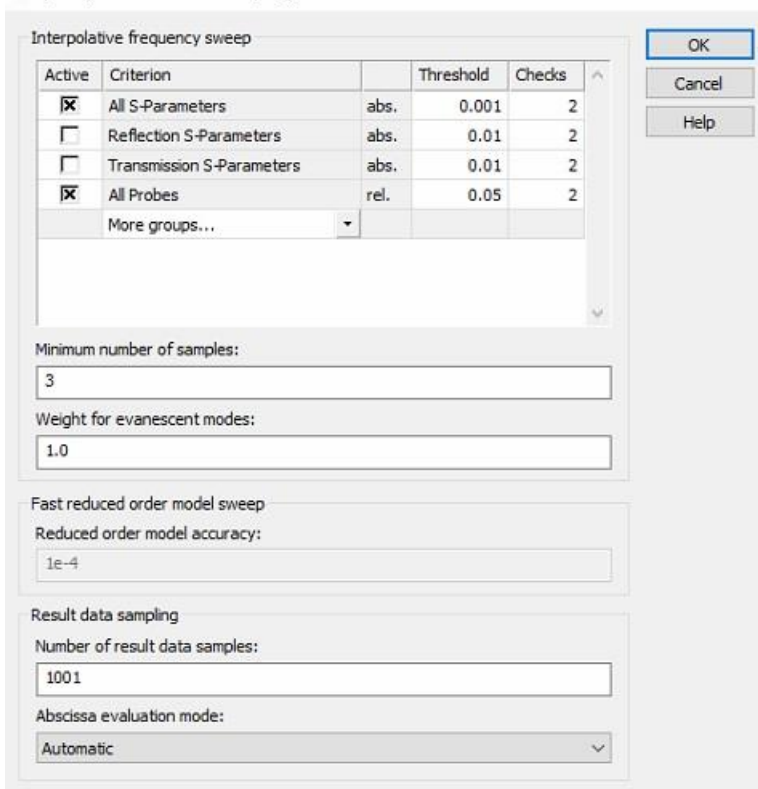 Interpolative frequency sweep
OK
Active Criterion Threshold Checks
Cancel
All S-Parameters abs. 0.001 2
Help
Reflection S-Parameters abs. 0.01 2
Transmission S-Parameters abs. 0.01 2
All Probes rel. 0.05 2
More groups...
Minimum number of samples:
3
Weight for evanescent modes:
1.0
Fast reduced order model sweep
Reduced order model accuracy:
1e-4
Result data sampling
Number of result data samples:
1001
Abscissa evaluation mode:
Automatic